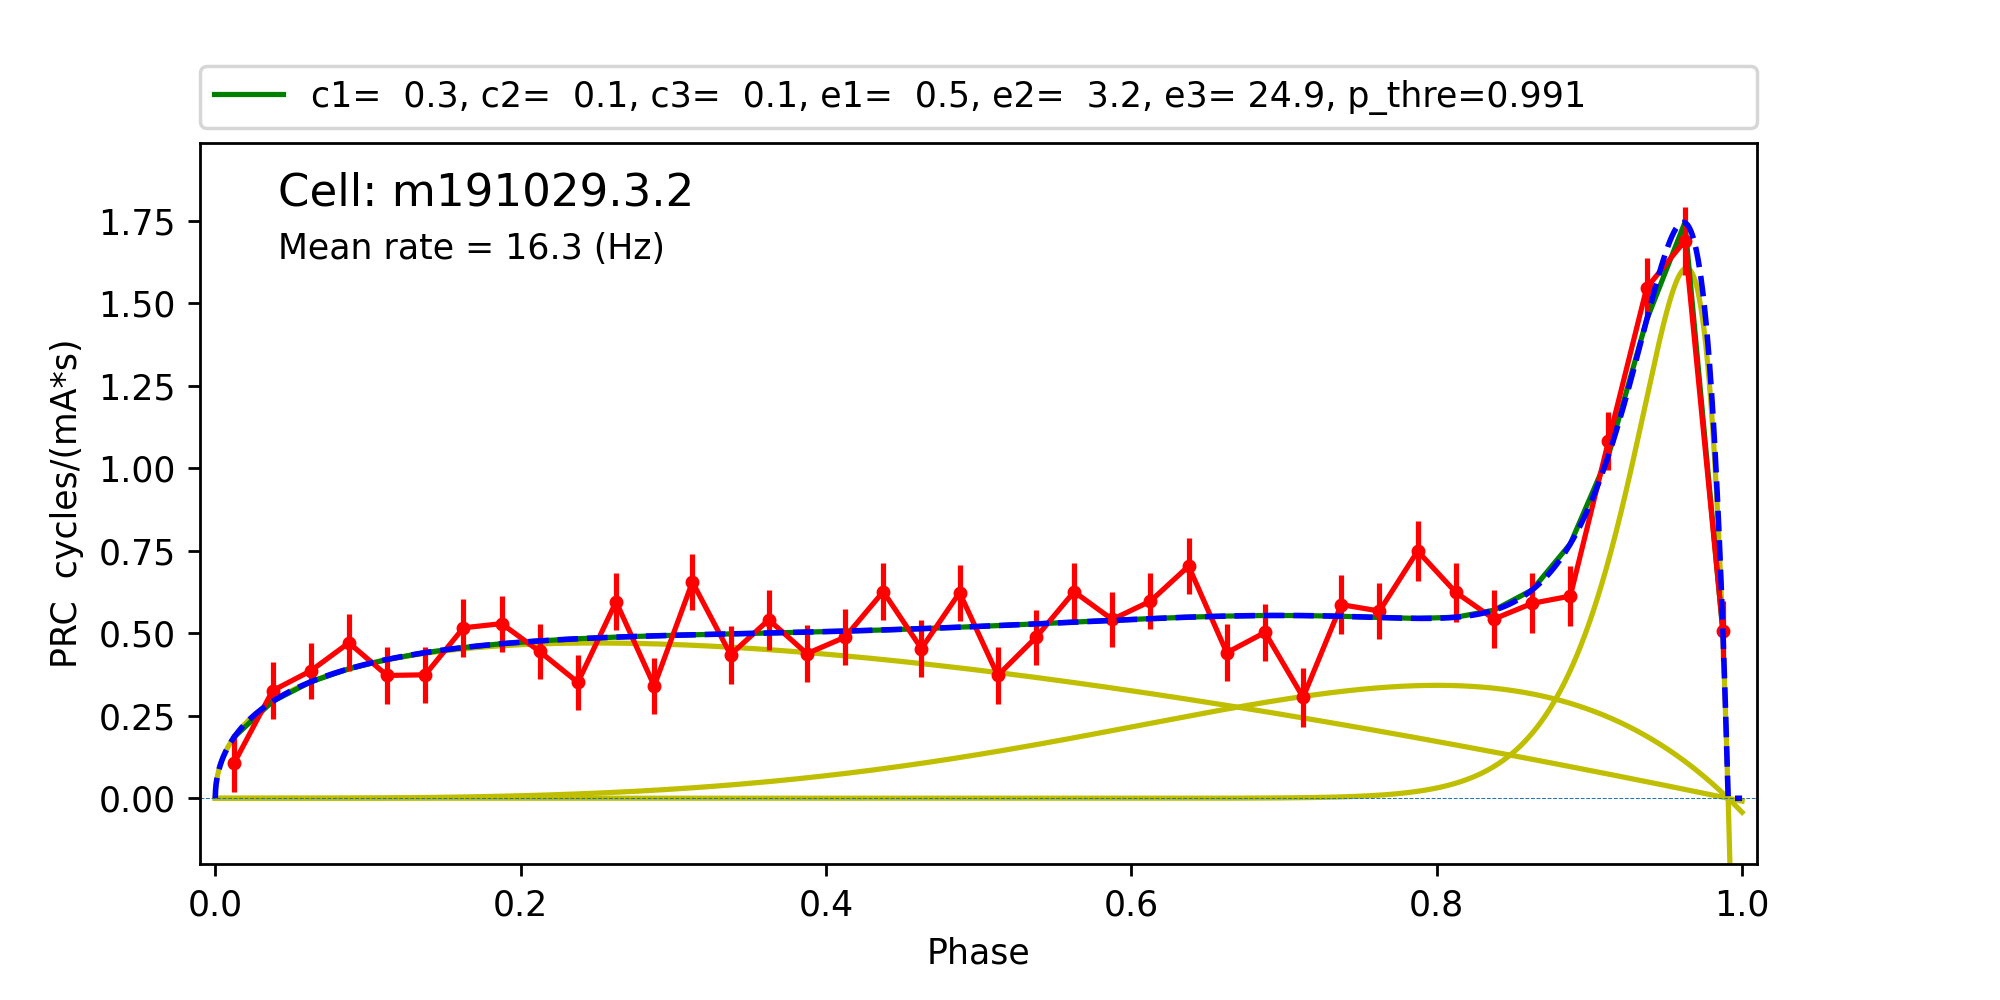 c1=  0.3, c2=  0.1, c3=  0.1, e1=  0.5, e2=  3.2, e3= 24.9, p_thre=0.991
Cell: m191029.3.2
Mean rate = 16.3 (Hz)
PRC  cycles/(mA*s)
1.75
1.50
1.25
1.00
0.75
0.50
0.25
0.00
0.0 0.2 0.4 0.6 0.8 1.0
Phase